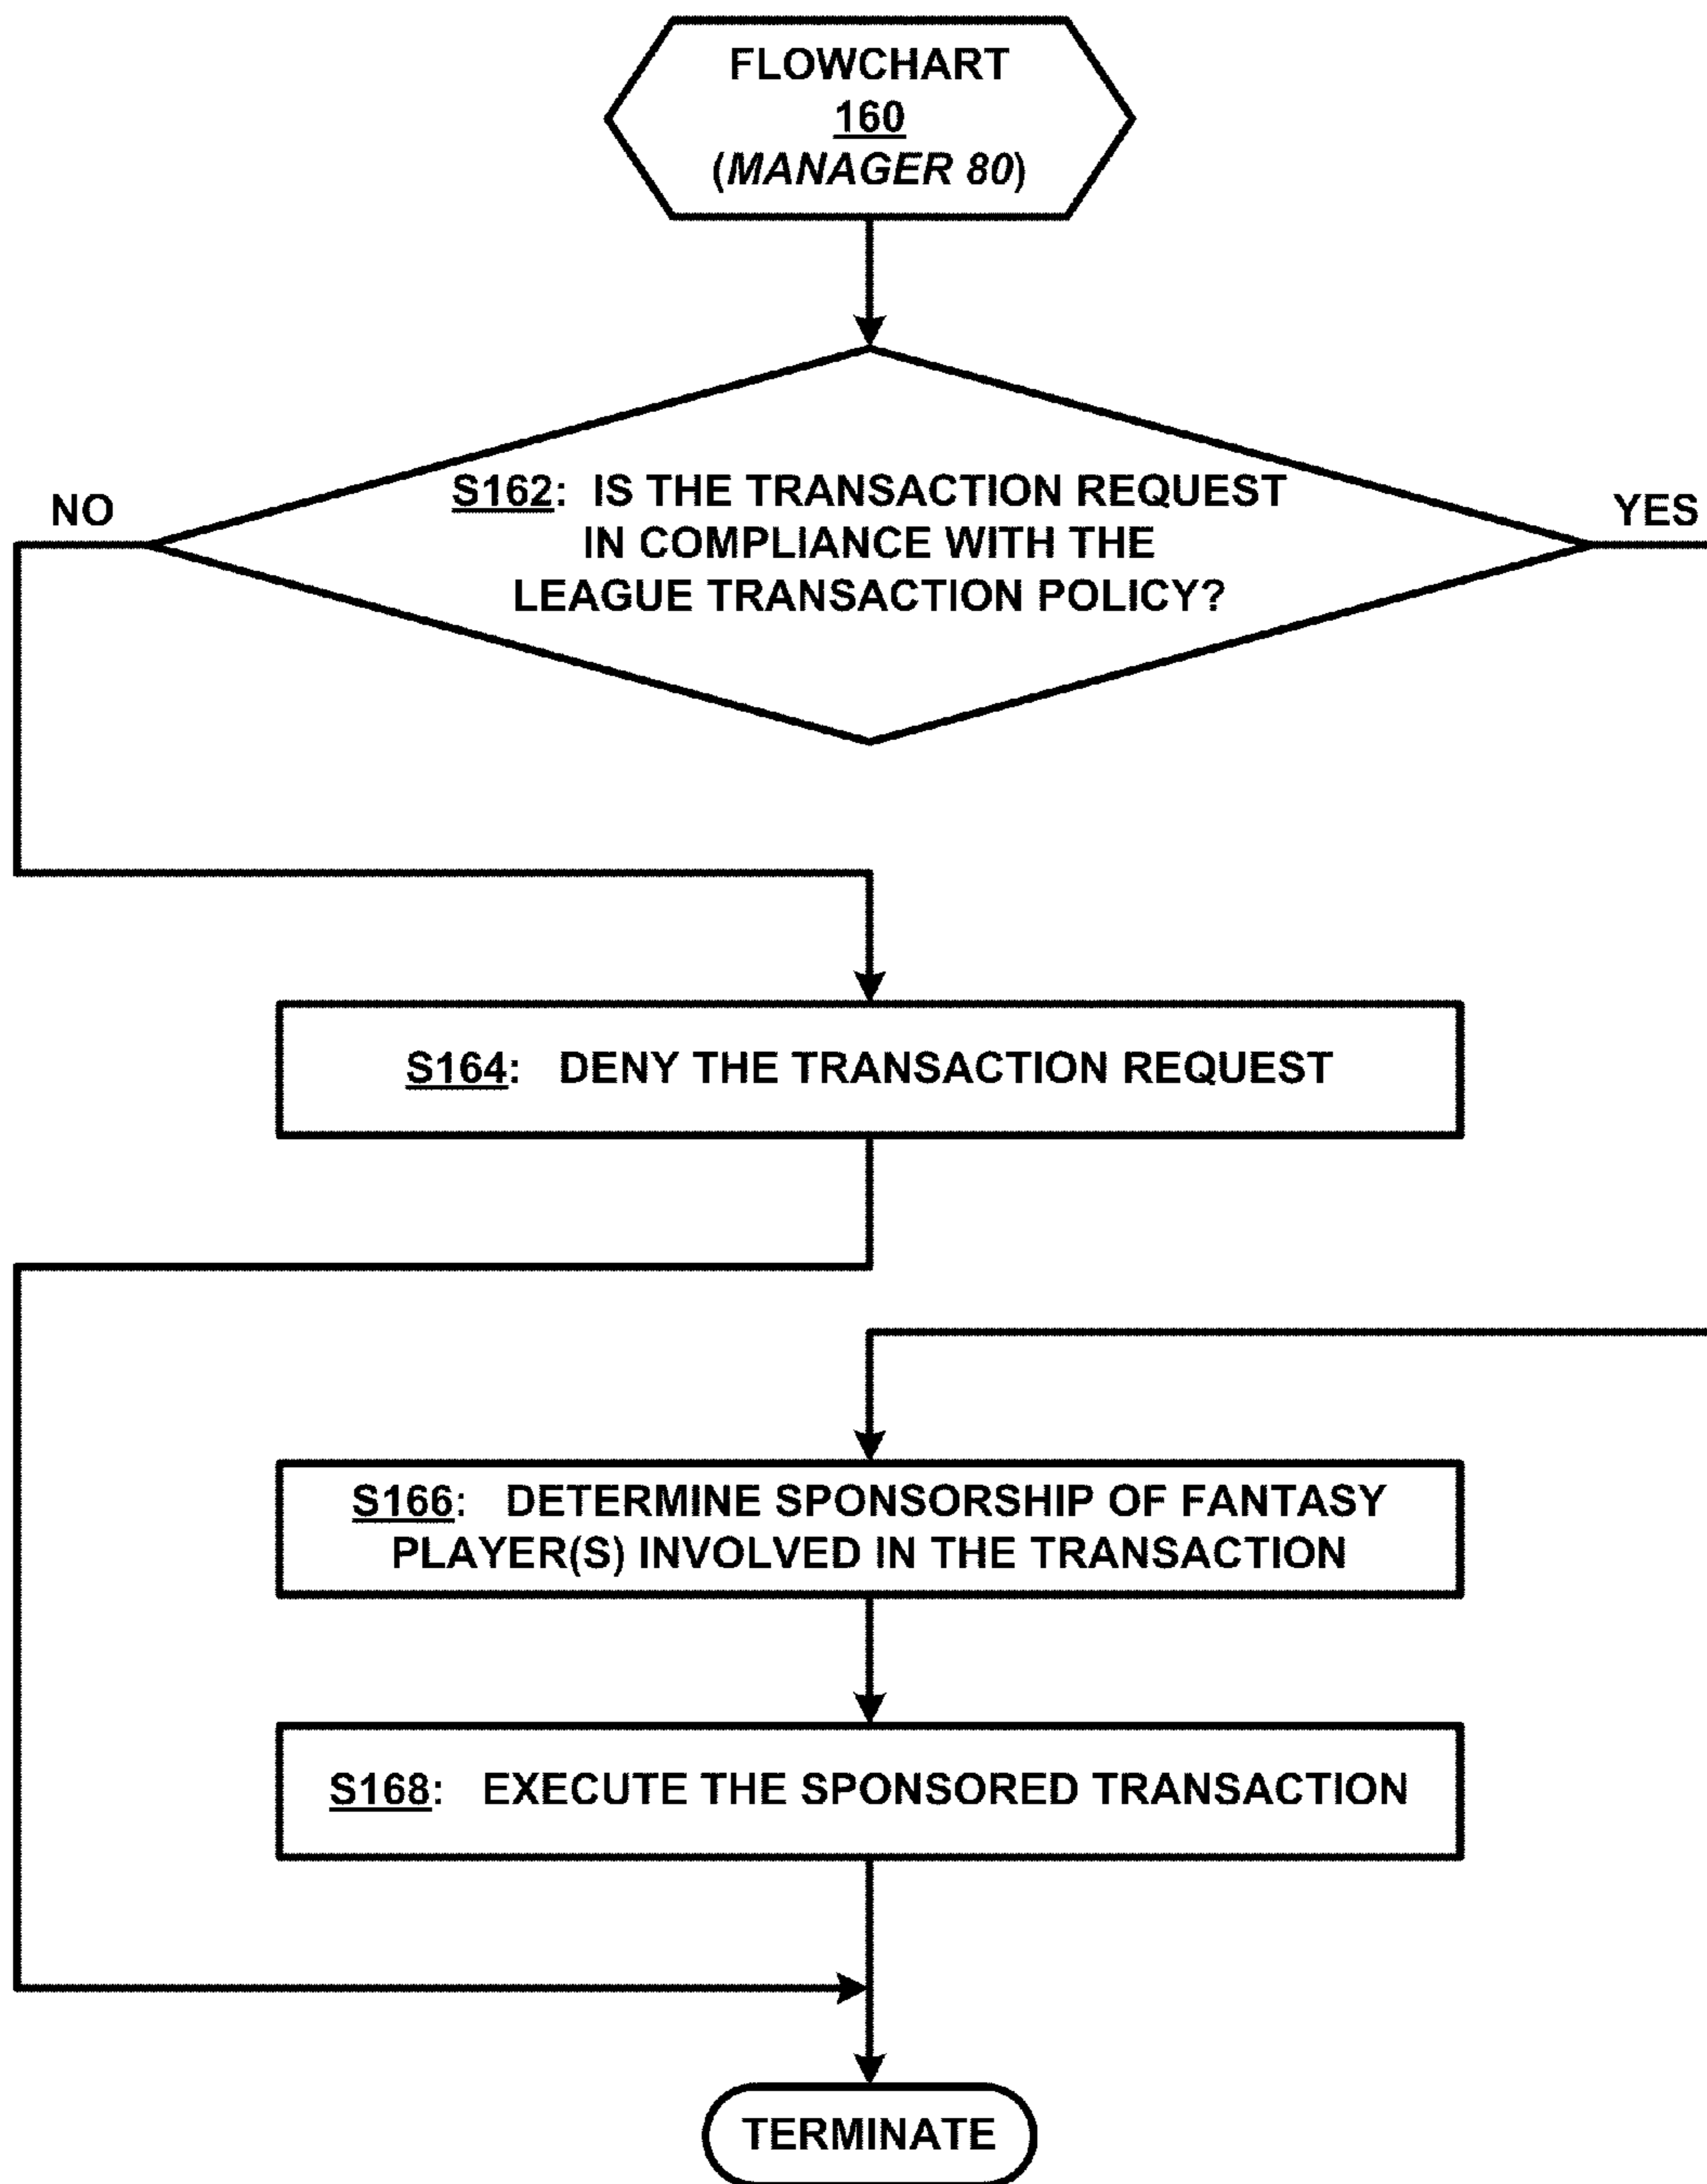 FLOWCHART
160
(MANAGER 80)
S162: IS THE TRANSACTION REQUEST
IN COMPLIANCE WITH THE
LEAGUE TRANSACTION POLICY?
NO
YES
S164: DENY THE TRANSACTION REQUEST
S166: DETERMINE SPONSORSHIP OF FANTASY
PLAYER(S) INVOLVED IN THE TRANSACTION
S168: EXECUTE THE SPONSORED TRANSACTION
TERMINATE